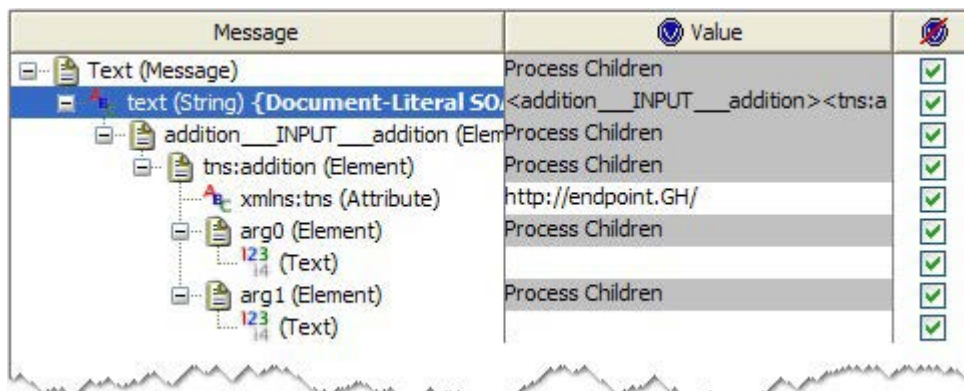 Message Value
Text (Message) Process Children
text (String) {Document-Literal SO <addition___INPUT___addition><tns:a
addition___INPUT___addition (Elem Process Children
tns:addition (Element) Process Children
xmlns:tns (Attribute) http://endpoint.GH/
arg0 (Element) Process Children
(Text)
arg1 (Element) Process Children
(Text)